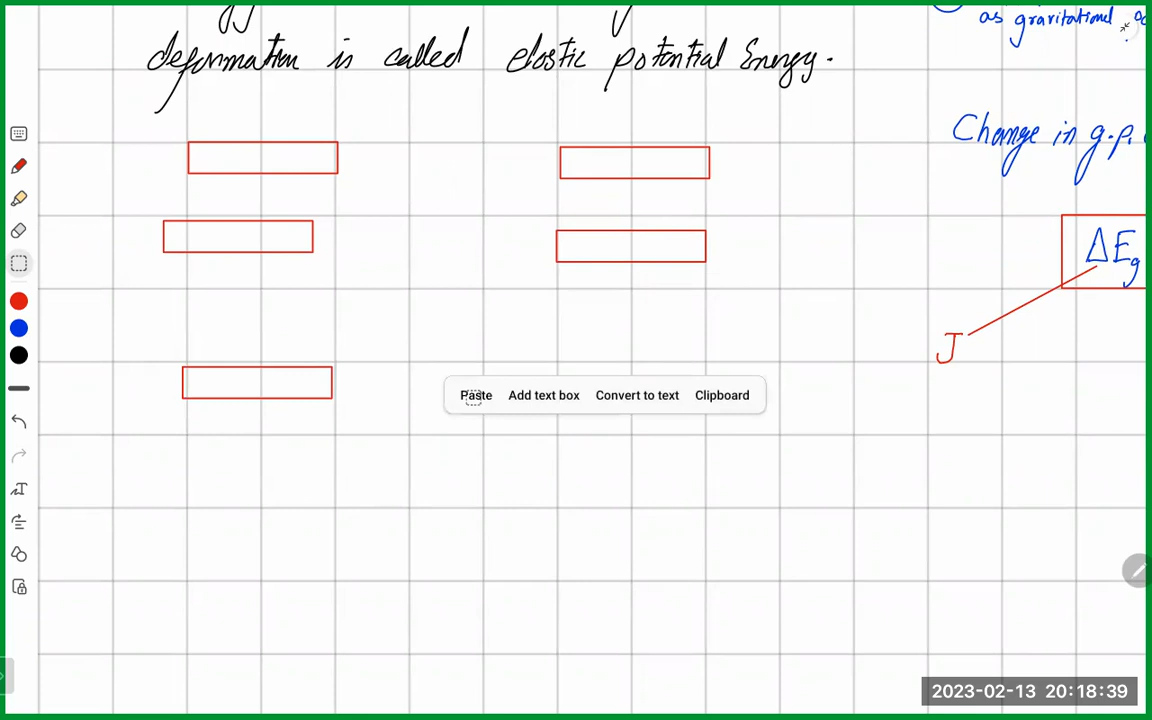 deformation is called elastic potential Energy.
as gravitational
Change in g.p.
ΔEg
J
Paste Add text box Convert to text Clipboard
2023-02-13 20:18:39